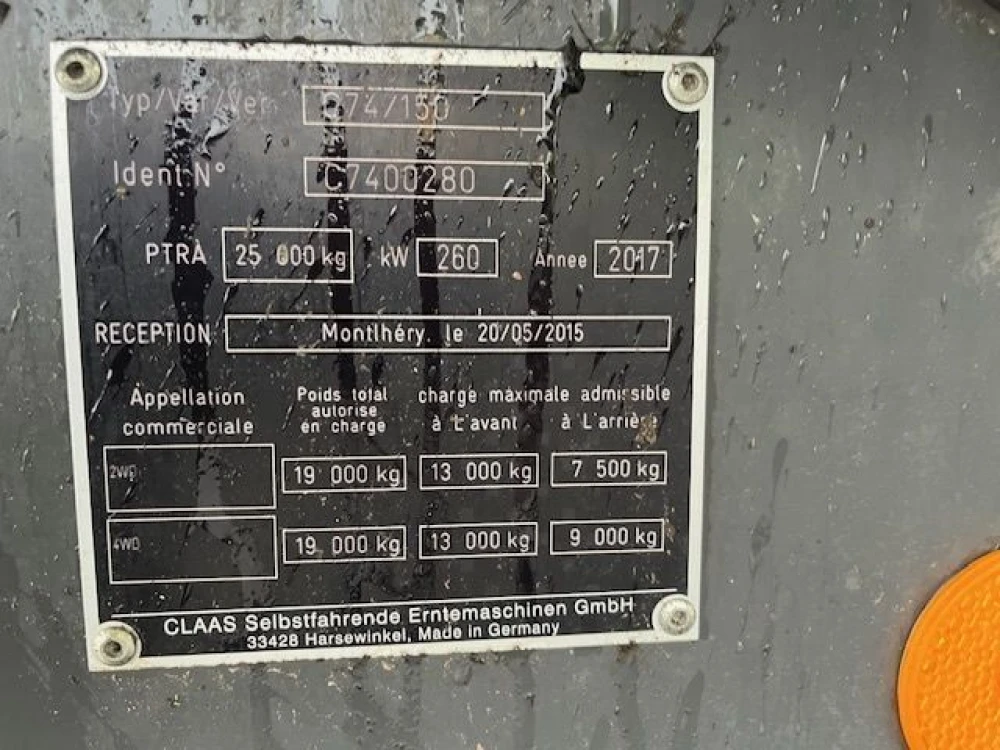 Typ/Var/Ver C74/150
Ident N° C7400280
PTRA 25 000 kg kW 260 Année 2017
RECEPTION Montlhéry. le 20/05/2015
Appellation commerciale Poids total autorisé en charge charge maximale admissible à L'avant à L'arrière
2WD 19 000 kg 13 000 kg 7 500 kg
4WD 19 000 kg 13 000 kg 9 000 kg
CLAAS Selbstfahrende Erntemaschinen GmbH
33428 Harsewinkel, Made in Germany